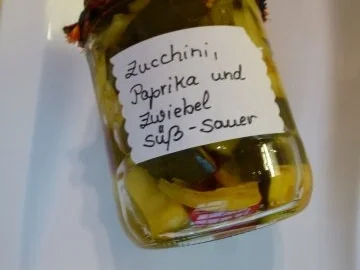 Zucchini,
Paprika und
Zwiebel
süß-sauer